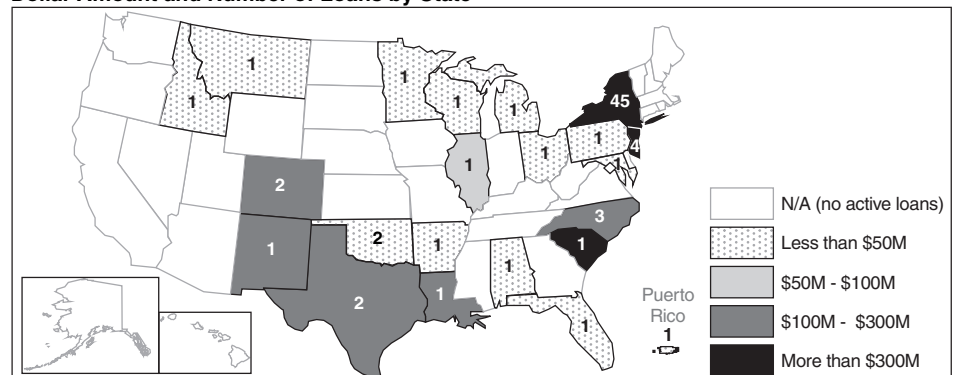 Dollar Amount and Number of Loans by State
1
1
1
1
1
45
1
4
1
1
1
2
3
1
1
2
1
1
2
1
1
Puerto
Rico
1
N/A (no active loans)
Less than $50M
$50M - $100M
$100M - $300M
More than $300M